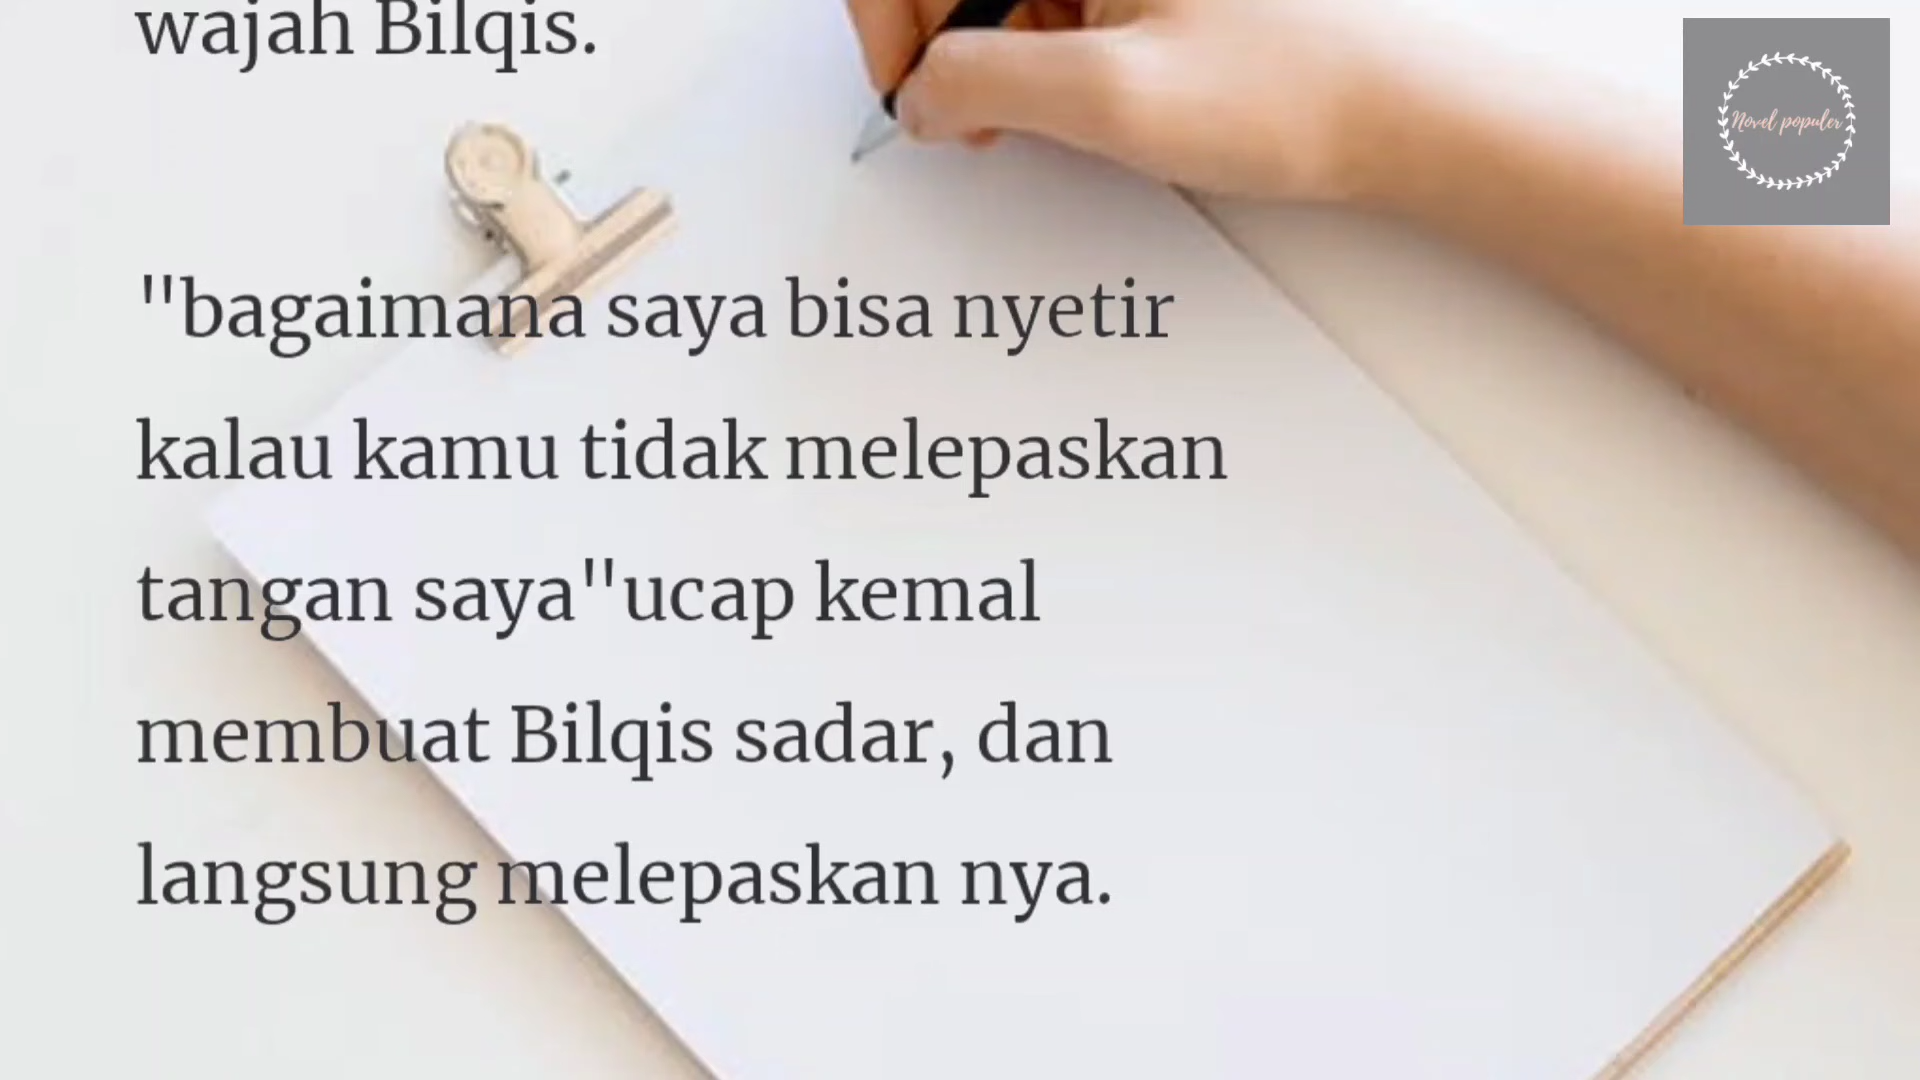 wajah Bilqis.
Novel populer
"bagaimana saya bisa nyetir
kalau kamu tidak melepaskan
tangan saya"ucap kemal
membuat Bilqis sadar, dan
langsung melepaskan nya.